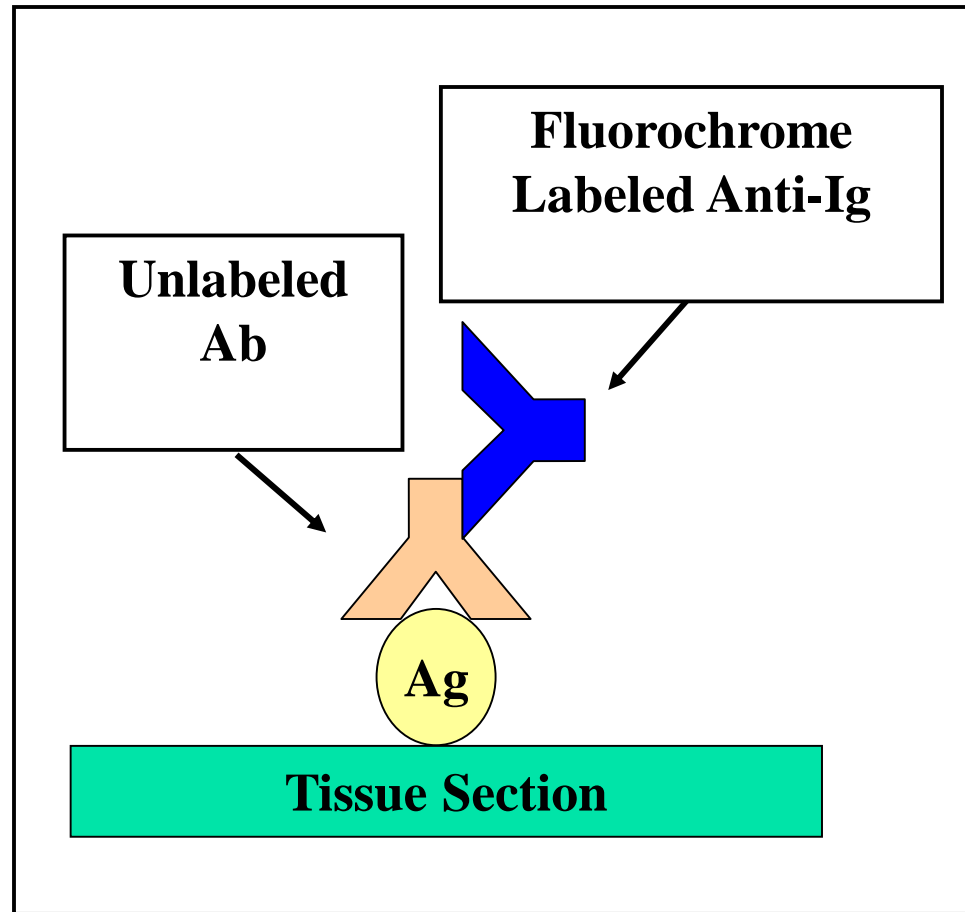 Fluorochrome
Labeled Anti-Ig
Unlabeled
Ab
Ag
Tissue Section